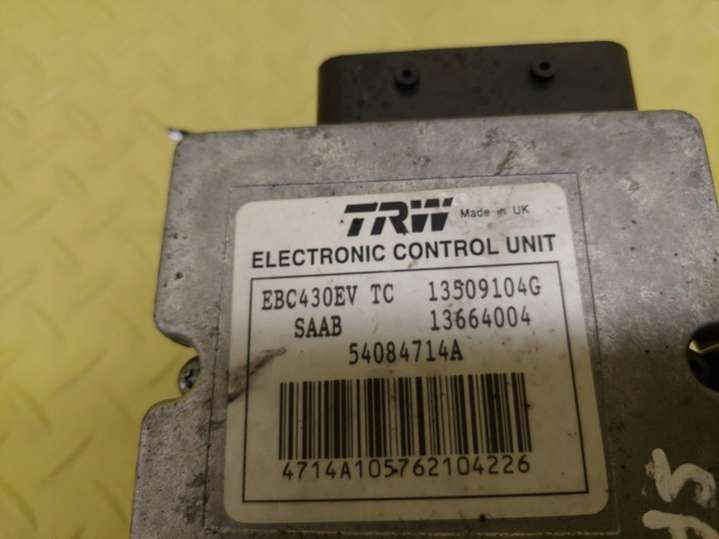 TRW Made in UK
ELECTRONIC CONTROL UNIT
EBC430EV TC 13509104G
SAAB 13664004
54084714A
4714A105762104226